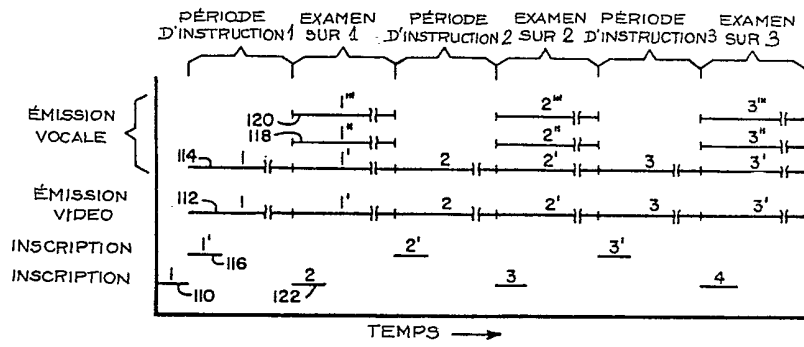 PÉRIODE D'INSTRUCTION 1
EXAMEN SUR 1
PÉRIODE D'INSTRUCTION 2
EXAMEN SUR 2
PÉRIODE D'INSTRUCTION 3
EXAMEN SUR 3
ÉMISSION VOCALE
120 1''' 2''' 3'''
118 1'' 2'' 3''
114 1 1' 2 2' 3 3'
ÉMISSION VIDEO
112 1 1' 2 2' 3 3'
INSCRIPTION 1' 2' 3'
116
INSCRIPTION 1 2 3 4
110 122
TEMPS